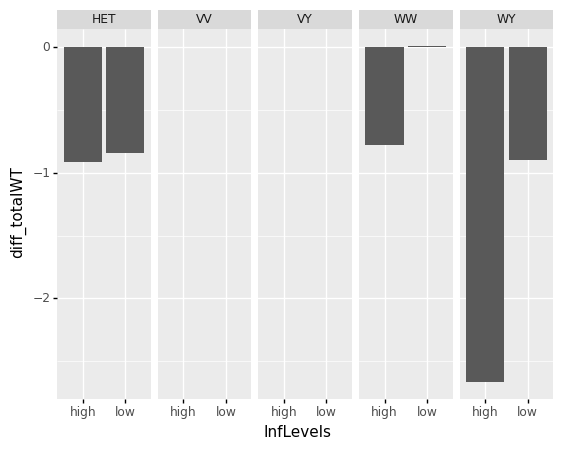 HET VV VY WW WY
0
−1
−2
diff_totalWT
high low high low high low high low high low
InfLevels